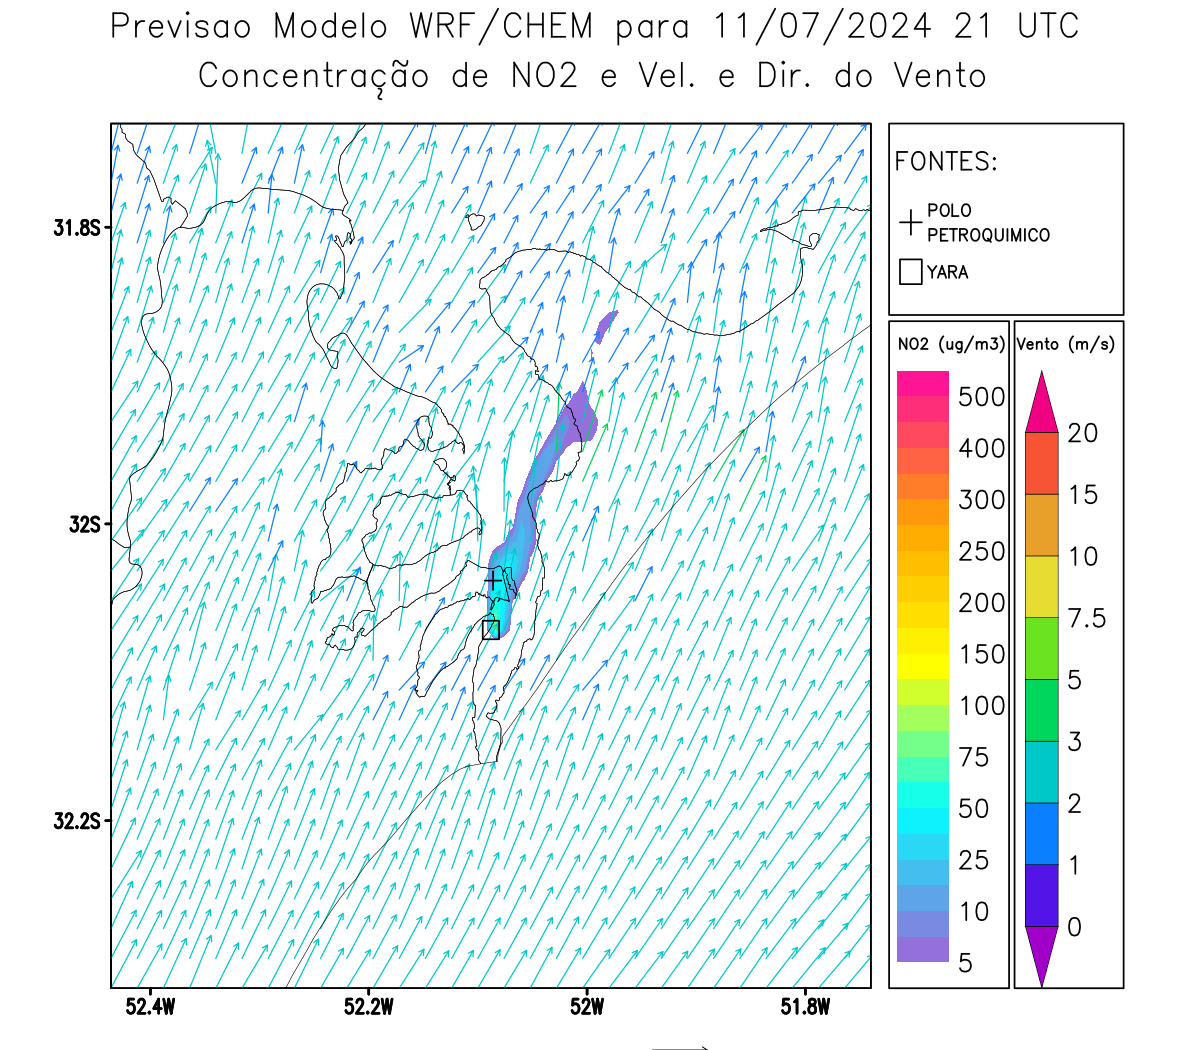 Previsao Modelo WRF/CHEM para 11/07/2024 21 UTC
Concentração de NO2 e Vel. e Dir. do Vento
FONTES:
POLO
PETROQUIMICO
YARA
NO2 (ug/m3)
500
400
300
250
200
150
100
75
50
25
10
5
Vento (m/s)
20
15
10
7.5
5
3
2
1
0
31.8S
32S
32.2S
52.4W
52.2W
52W
51.8W